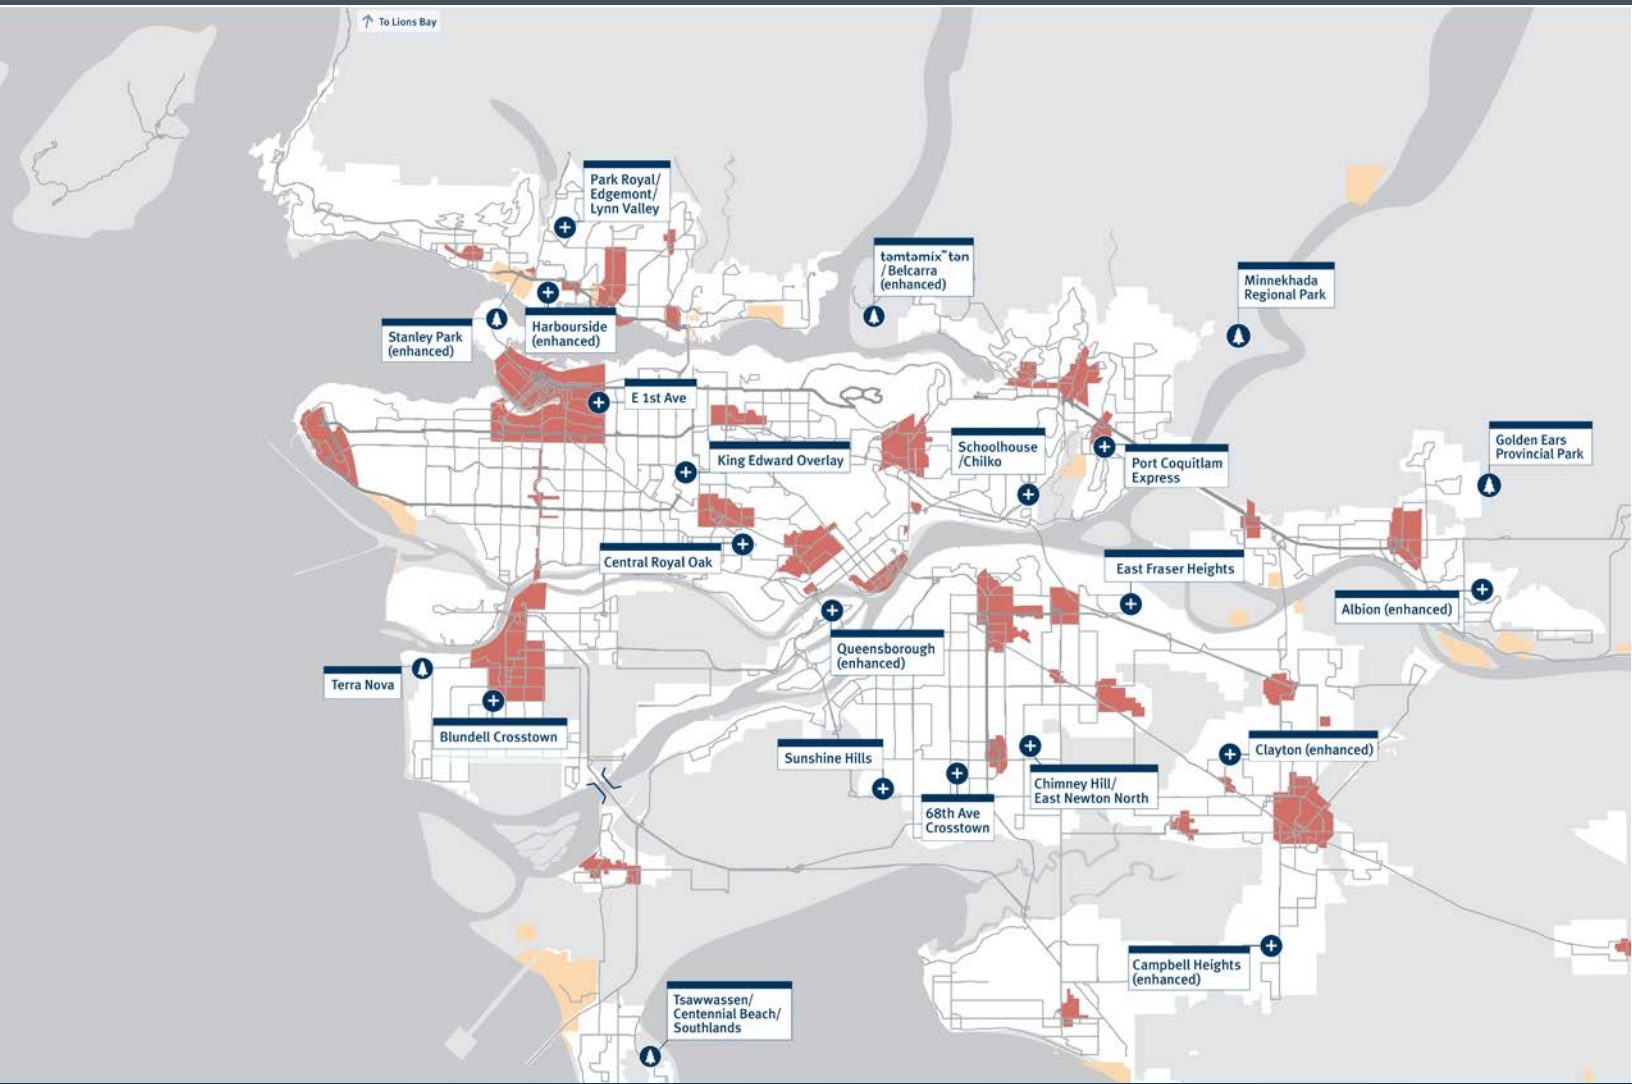 To Lions Bay
Park Royal/
Edgemont/
Lynn Valley
təmtəmíxʷtən
/Belcarra
(enhanced)
Minnekhada
Regional Park
Stanley Park
(enhanced)
Harbourside
(enhanced)
E 1st Ave
King Edward Overlay
Schoolhouse
/Chilko
Port Coquitlam
Express
Golden Ears
Provincial Park
Central Royal Oak
East Fraser Heights
Albion (enhanced)
Queensborough
(enhanced)
Terra Nova
Blundell Crosstown
Sunshine Hills
Clayton (enhanced)
Chimney Hill/
East Newton North
68th Ave
Crosstown
Campbell Heights
(enhanced)
Tsawwassen/
Centennial Beach/
Southlands